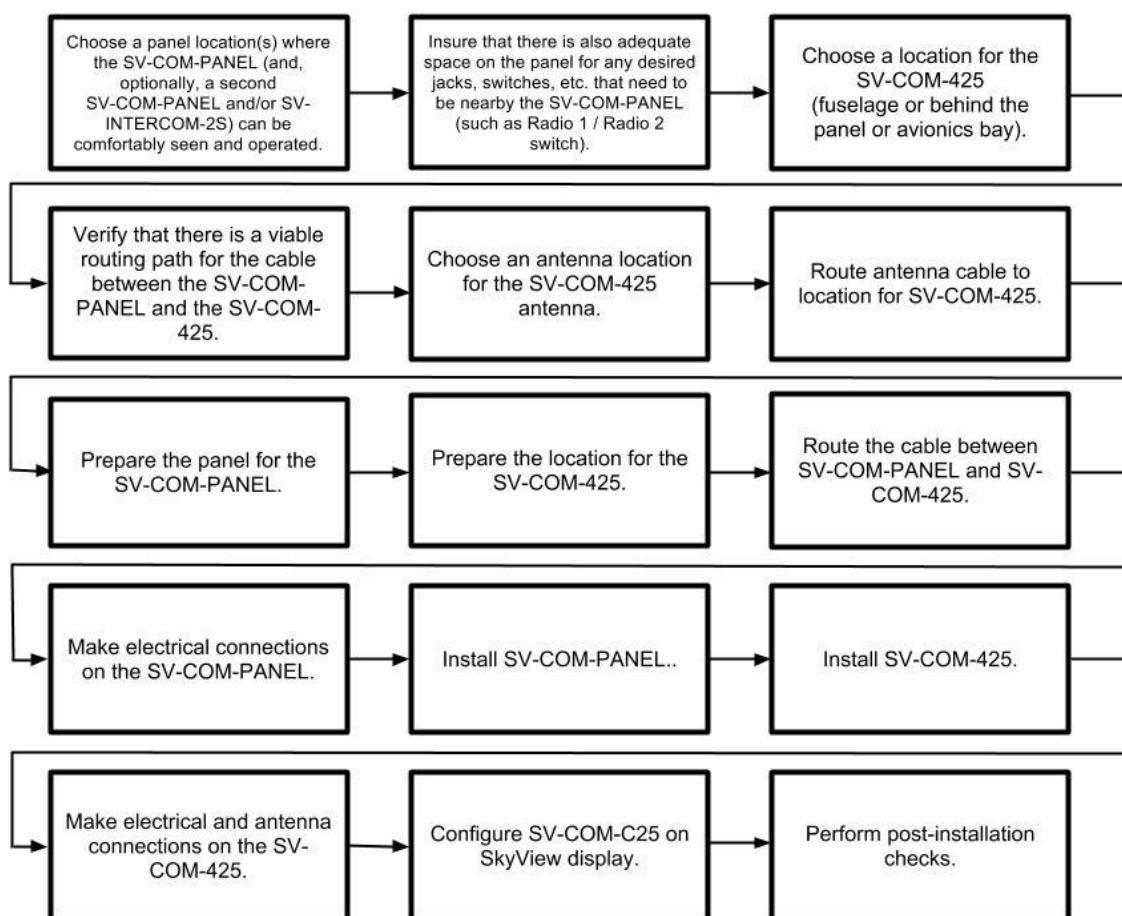 Choose a panel location(s) where
the SV-COM-PANEL (and,
optionally, a second
SV-COM-PANEL and/or SV-
INTERCOM-2S) can be
comfortably seen and operated.
Insure that there is also adequate
space on the panel for any desired
jacks, switches, etc. that need to
be nearby the SV-COM-PANEL
(such as Radio 1 / Radio 2
switch).
Choose a location for the
SV-COM-425
(fuselage or behind the
panel or avionics bay).
Verify that there is a viable
routing path for the cable
between the SV-COM-
PANEL and the SV-COM-
425.
Choose an antenna location
for the SV-COM-425
antenna.
Route antenna cable to
location for SV-COM-425.
Prepare the panel for the
SV-COM-PANEL.
Prepare the location for the
SV-COM-425.
Route the cable between
SV-COM-PANEL and SV-
COM-425.
Make electrical connections
on the SV-COM-PANEL.
Install SV-COM-PANEL..
Install SV-COM-425.
Make electrical and antenna
connections on the SV-
COM-425.
Configure SV-COM-C25 on
SkyView display.
Perform post-installation
checks.